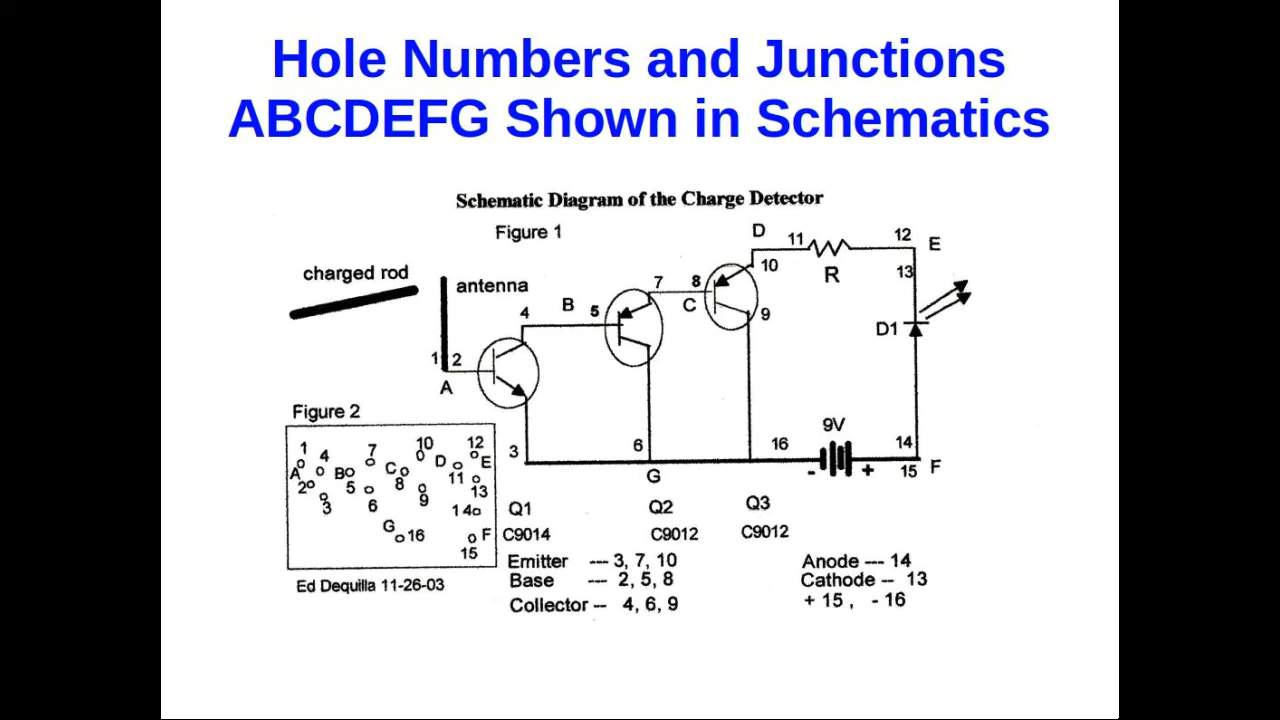 Hole Numbers and Junctions
ABCDEFG Shown in Schematics
Schematic Diagram of the Charge Detector
Figure 1
D
11
12
E
charged rod
antenna
7
8
10
R
13
4
B
5
C
9
D1
1
2
A
Figure 2
9V
3
6
16
14
- +
15
F
G
1
4
7
10
12
A
B
C
D
E
2
5
8
11
3
6
9
13
14
G
16
F
15
Q1
Q2
Q3
C9014
C9012
C9012
Emitter --- 3, 7, 10
Base --- 2, 5, 8
Collector -- 4, 6, 9
Anode --- 14
Cathode -- 13
+ 15 , - 16
Ed Dequilla 11-26-03